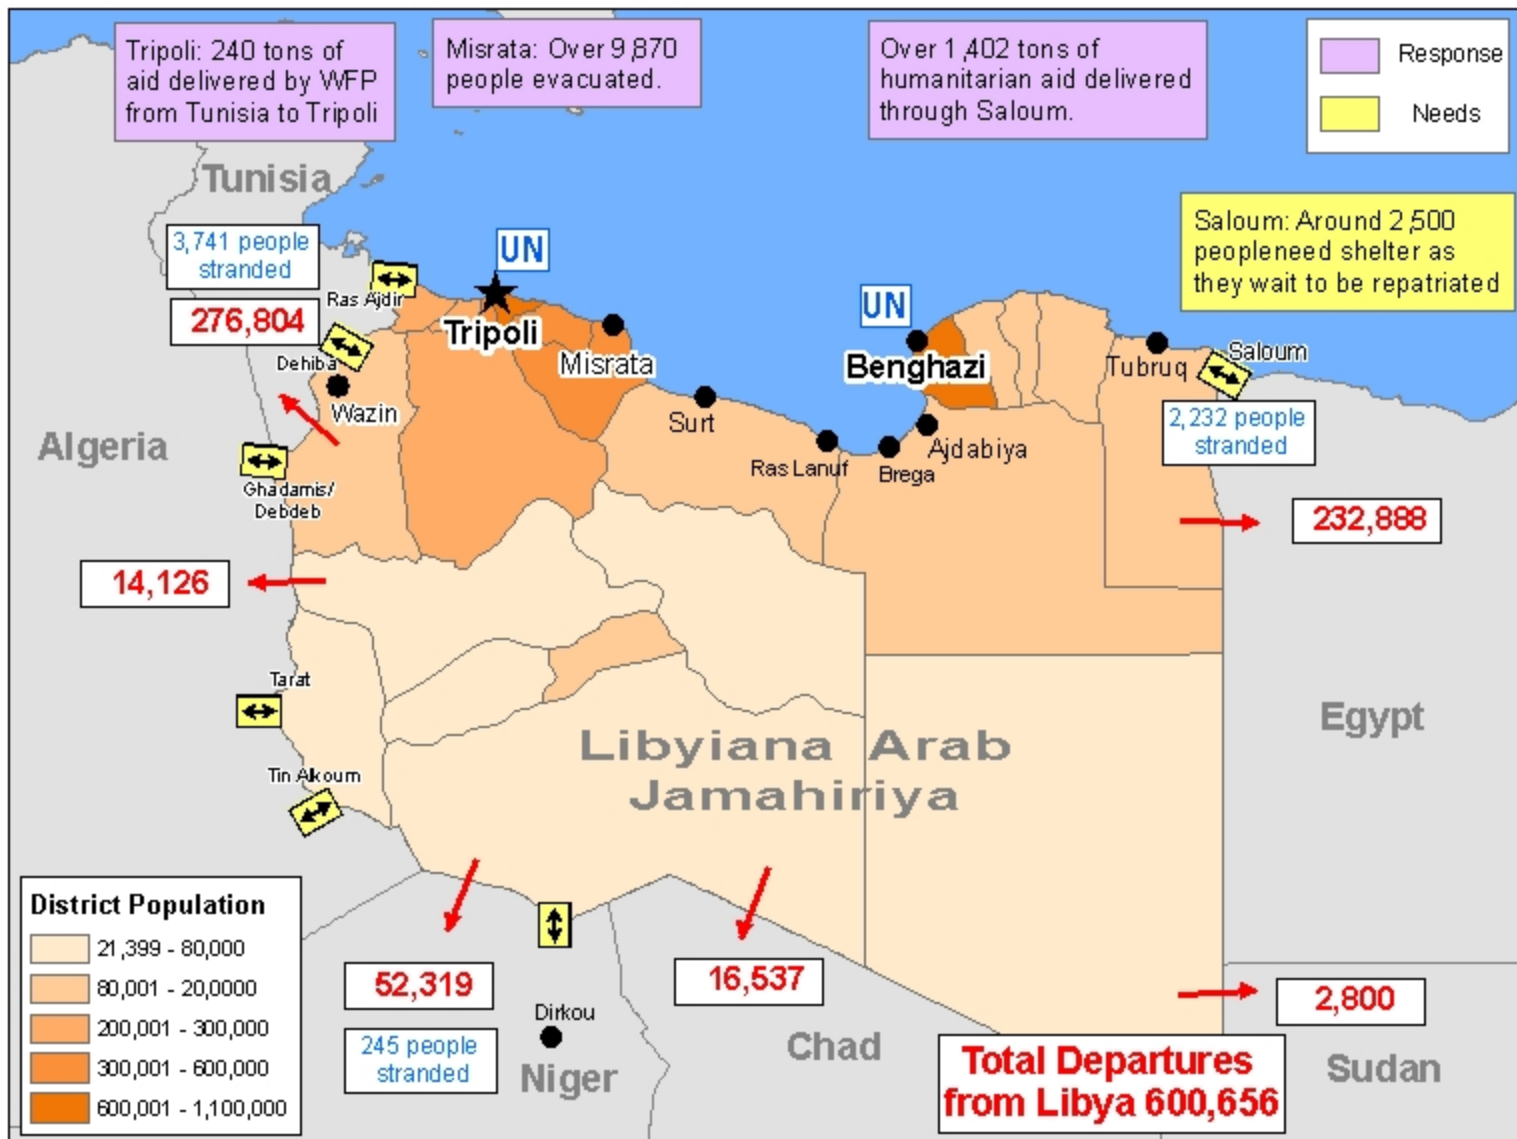 Tripoli: 240 tons of
aid delivered by WFP
from Tunisia to Tripoli
Misrata: Over 9,870
people evacuated.
Over 1,402 tons of
humanitarian aid delivered
through Saloum.
Response
Needs
Tunisia
Saloum: Around 2,500
peopleneed shelter as
they wait to be repatriated
3,741 people
stranded
UN
UN
Ras Ajdir
276,804
Tripoli
Misrata
Benghazi
Tubruq
Saloum
Dehiba
Wazin
Surt
2,232 people
stranded
Algeria
Ras Lanuf
Brega
Ajdabiya
Ghadamis/
Debdeb
232,888
14,126
Tarat
Egypt
Libyiana Arab
Jamahiriya
Tin Alkoum
District Population
21,399 - 80,000
80,001 - 20,0000
200,001 - 300,000
300,001 - 600,000
600,001 - 1,100,000
52,319
16,537
2,800
Dirkou
245 people
stranded
Niger
Chad
Total Departures
from Libya 600,656
Sudan